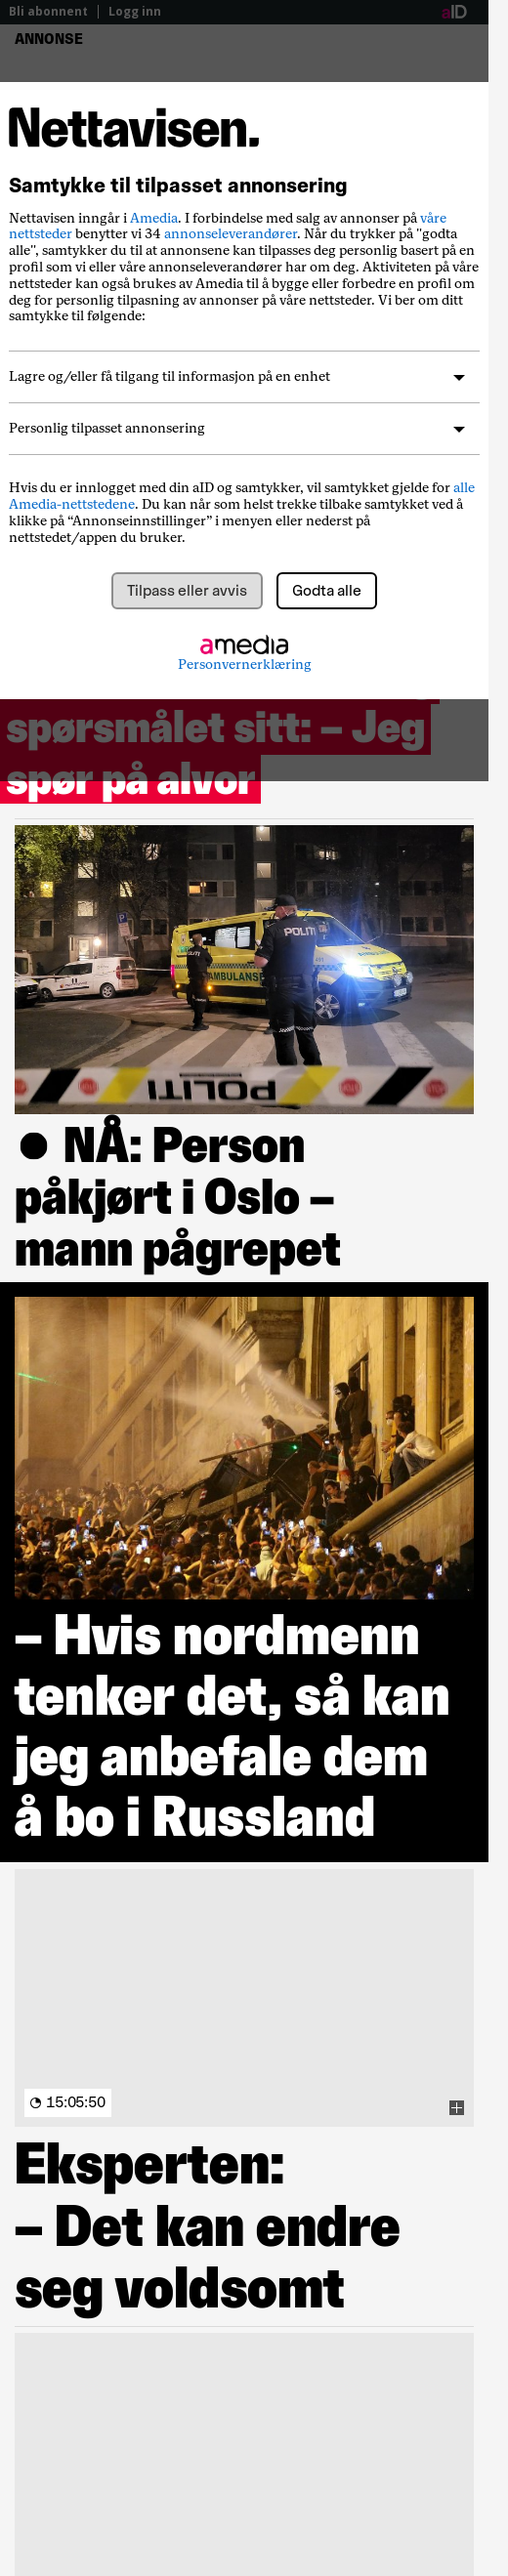 Bli abonnent | Logg inn
aID
ANNONSE
Nettavisen.
Samtykke til tilpasset annonsering
Nettavisen inngår i Amedia. I forbindelse med salg av annonser på våre
nettsteder benytter vi 34 annonseleverandører. Når du trykker på "godta
alle", samtykker du til at annonsene kan tilpasses deg personlig basert på en
profil som vi eller våre annonseleverandører har om deg. Aktiviteten på våre
nettsteder kan også brukes av Amedia til å bygge eller forbedre en profil om
deg for personlig tilpasning av annonser på våre nettsteder. Vi ber om ditt
samtykke til følgende:
Lagre og/eller få tilgang til informasjon på en enhet
Personlig tilpasset annonsering
Hvis du er innlogget med din aID og samtykker, vil samtykket gjelde for alle
Amedia-nettstedene. Du kan når som helst trekke tilbake samtykket ved å
klikke på “Annonseinnstillinger” i menyen eller nederst på
nettstedet/appen du bruker.
Tilpass eller avvis
Godta alle
amedia
Personvernerklæring
spørsmålet sitt: – Jeg
spør på alvor
POLITI
AMBULANSE
POLITI
● NÅ: Person
påkjørt i Oslo –
mann pågrepet
– Hvis nordmenn
tenker det, så kan
jeg anbefale dem
å bo i Russland
15:05:50
Eksperten:
– Det kan endre
seg voldsomt